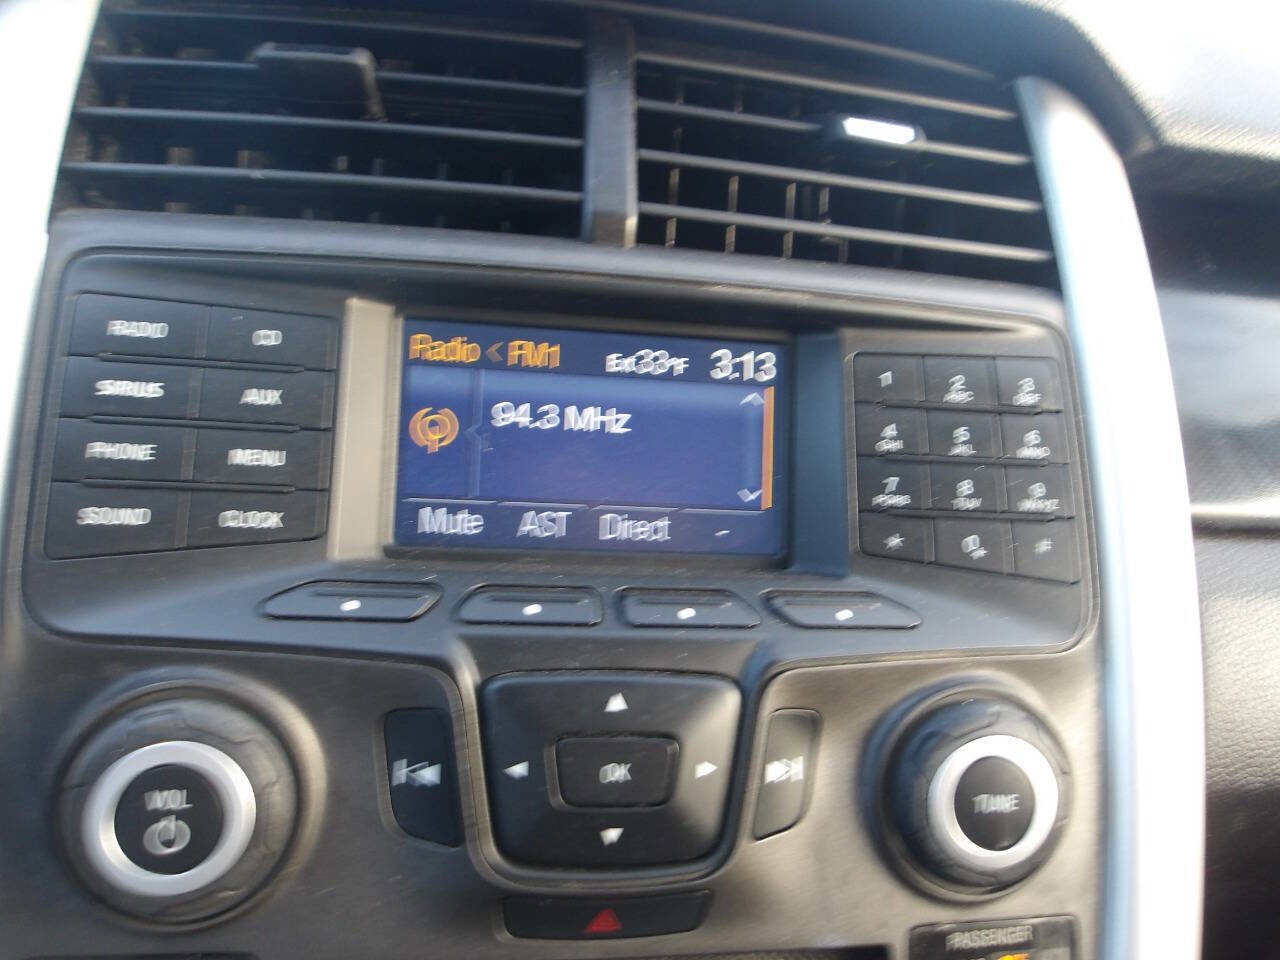 Radio < FM1 Ext 33°F 3:13
94.3 MHz
Mute AST Direct -
RADIO CD
SIRIUS AUX
PHONE MENU
SOUND CLOCK
1 2 ABC 3 DEF
4 GHI 5 JKL 6 MNO
7 PQRS 8 TUV 9 WXYZ
* 0 + #
VOL
OK
TUNE
PASSENGER